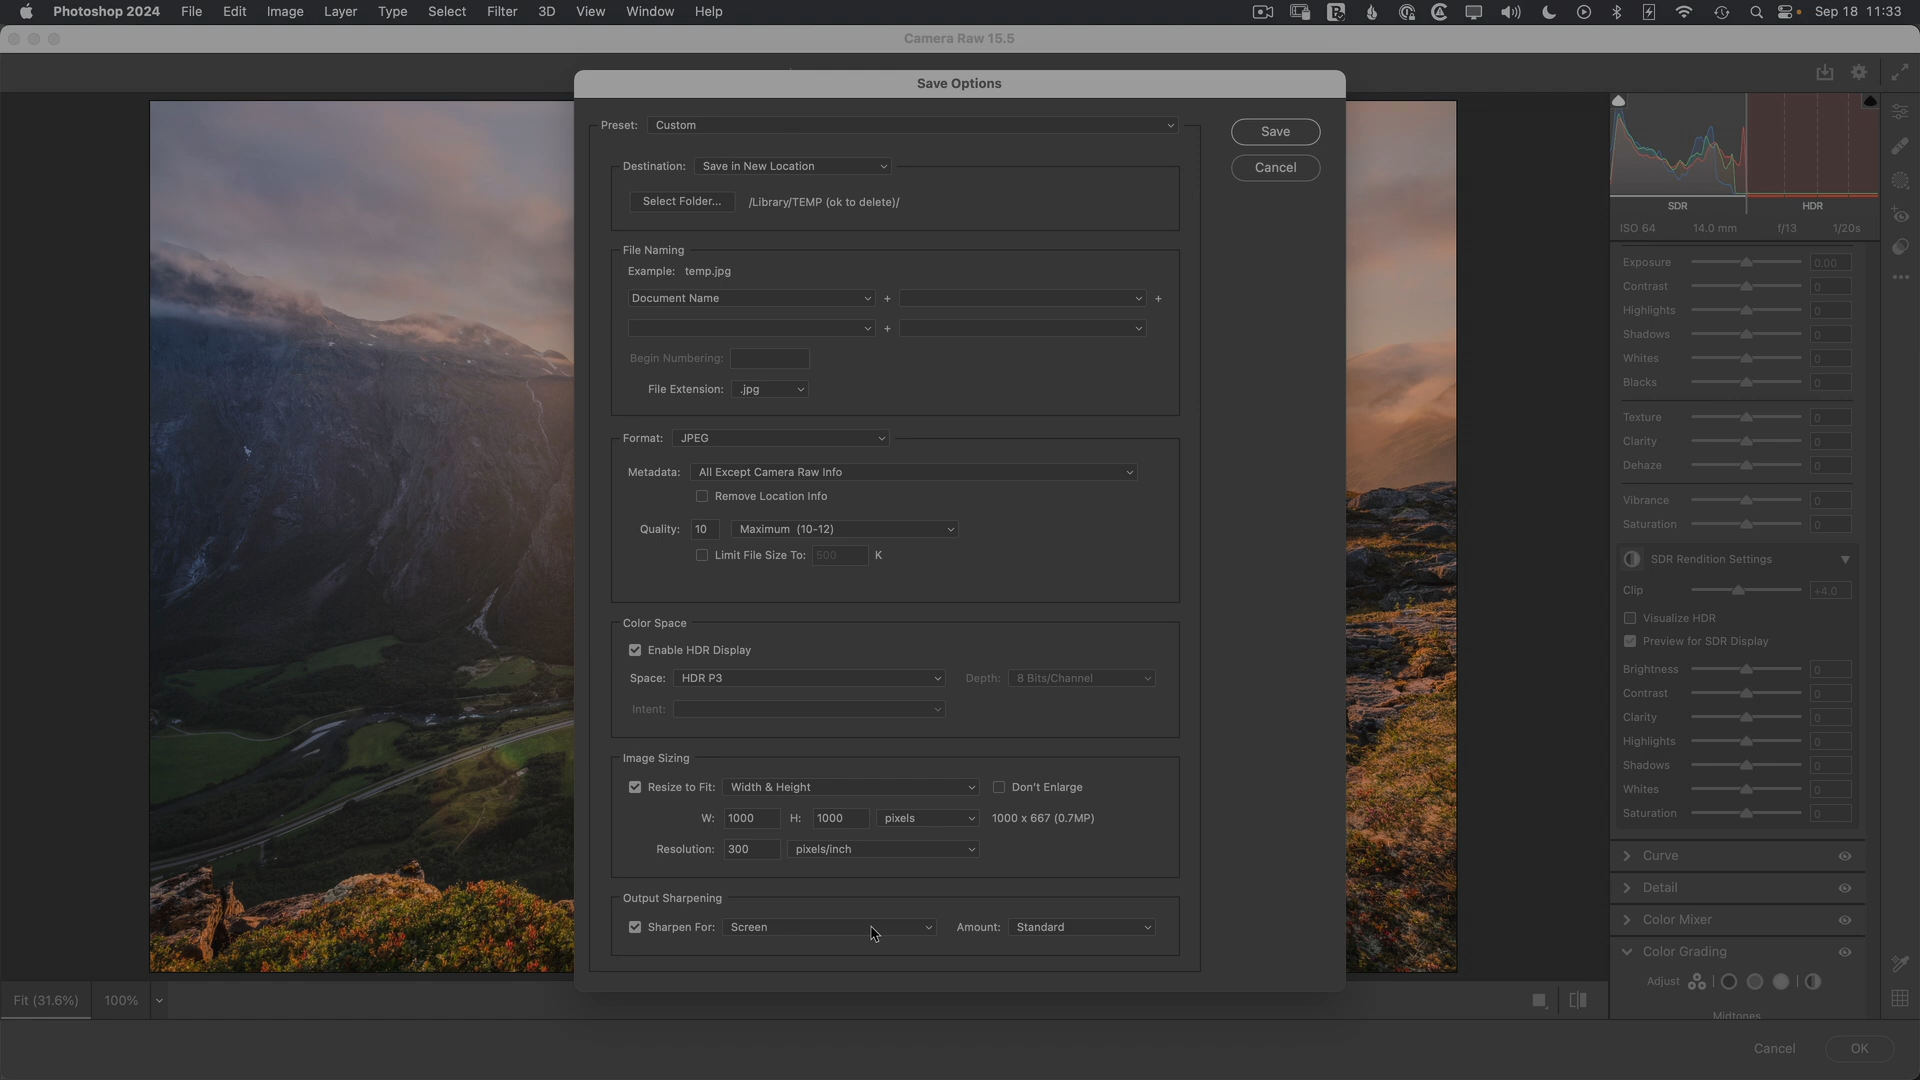 Photoshop 2024 File Edit Image Layer Type Select Filter 3D View Window Help Sep 18 11:33
Camera Raw 15.5
Save Options
Preset: Custom
Save
Destination: Save in New Location
Cancel
Select Folder... /Library/TEMP (ok to delete)/
File Naming
Example: temp.jpg
Document Name + +
+
Begin Numbering:
File Extension: .jpg
Format: JPEG
Metadata: All Except Camera Raw Info
Remove Location Info
Quality: 10 Maximum (10-12)
Limit File Size To: 500 K
Color Space
Enable HDR Display
Space: HDR P3 Depth: 8 Bits/Channel
Intent:
Image Sizing
Resize to Fit: Width & Height Don't Enlarge
W: 1000 H: 1000 pixels 1000 x 667 (0.7MP)
Resolution: 300 pixels/inch
Output Sharpening
Sharpen For: Screen Amount: Standard
SDR HDR
ISO 64 14.0 mm f/13 1/20s
Exposure 0.00
Contrast 0
Highlights 0
Shadows 0
Whites 0
Blacks 0
Texture 0
Clarity 0
Dehaze 0
Vibrance 0
Saturation 0
SDR Rendition Settings
Clip +4.0
Visualize HDR
Preview for SDR Display
Brightness 0
Contrast 0
Clarity 0
Highlights 0
Shadows 0
Whites 0
Saturation 0
Curve
Detail
Color Mixer
Color Grading
Adjust
Midtones
Fit (31.6%) 100%
Cancel OK